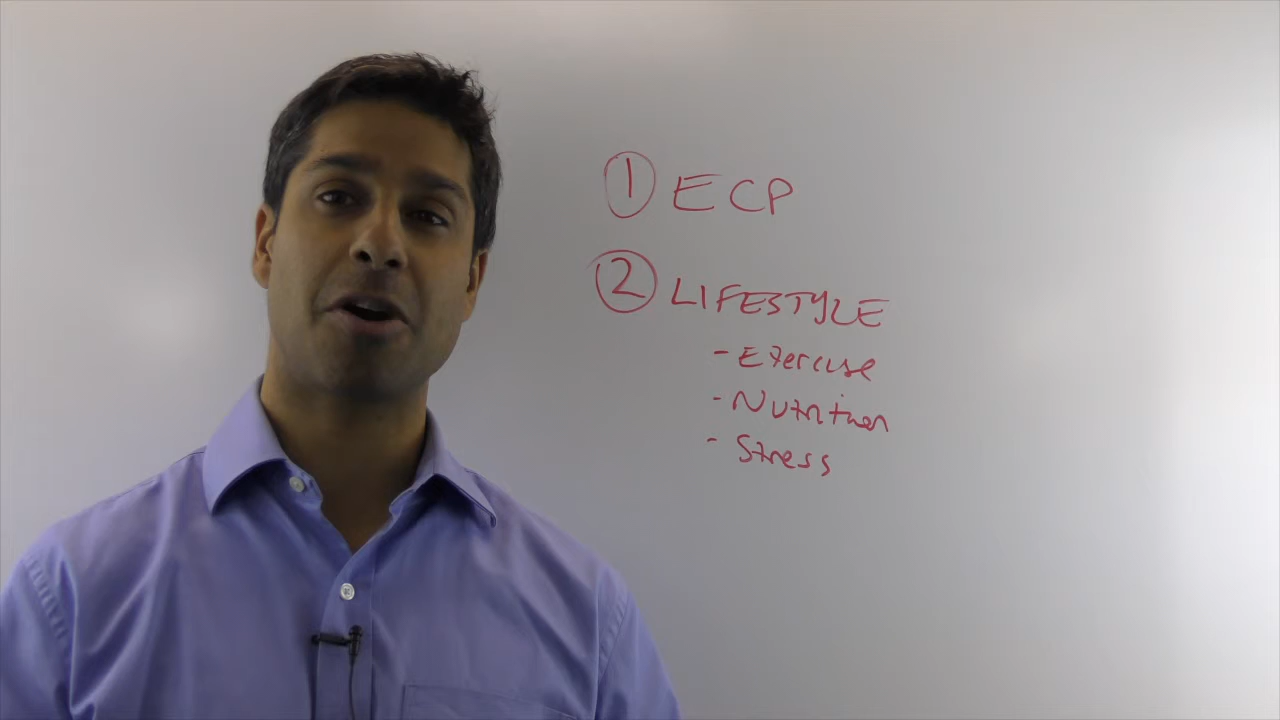 1 ECP
2 LIFESTYLE
- Exercise
- Nutrition
- Stress